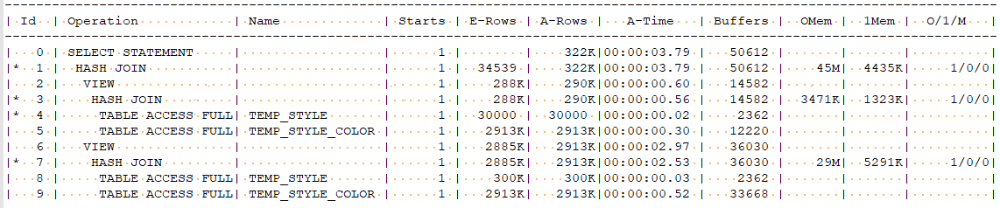 | Id | Operation | Name | Starts | E-Rows | A-Rows | A-Time | Buffers | OMem | 1Mem | O/1/M |
| 0 | SELECT STATEMENT | | 1 | | 322K|00:00:03.79 | 50612 | | | |
|* 1 | HASH JOIN | | 1 | 34539 | 322K|00:00:03.79 | 50612 | 45M| 4435K| 1/0/0|
| 2 | VIEW | | 1 | 288K| 290K|00:00:00.60 | 14582 | | | |
|* 3 | HASH JOIN | | 1 | 288K| 290K|00:00:00.56 | 14582 | 3471K| 1323K| 1/0/0|
|* 4 | TABLE ACCESS FULL| TEMP_STYLE | 1 | 30000 | 30000 |00:00:00.02 | 2362 | | | |
| 5 | TABLE ACCESS FULL| TEMP_STYLE_COLOR | 1 | 2913K| 2913K|00:00:00.30 | 12220 | | | |
| 6 | VIEW | | 1 | 2885K| 2913K|00:00:02.97 | 36030 | | | |
|* 7 | HASH JOIN | | 1 | 2885K| 2913K|00:00:02.53 | 36030 | 29M| 5291K| 1/0/0|
| 8 | TABLE ACCESS FULL| TEMP_STYLE | 1 | 300K| 300K|00:00:00.03 | 2362 | | | |
| 9 | TABLE ACCESS FULL| TEMP_STYLE_COLOR | 1 | 2913K| 2913K|00:00:00.52 | 33668 | | | |